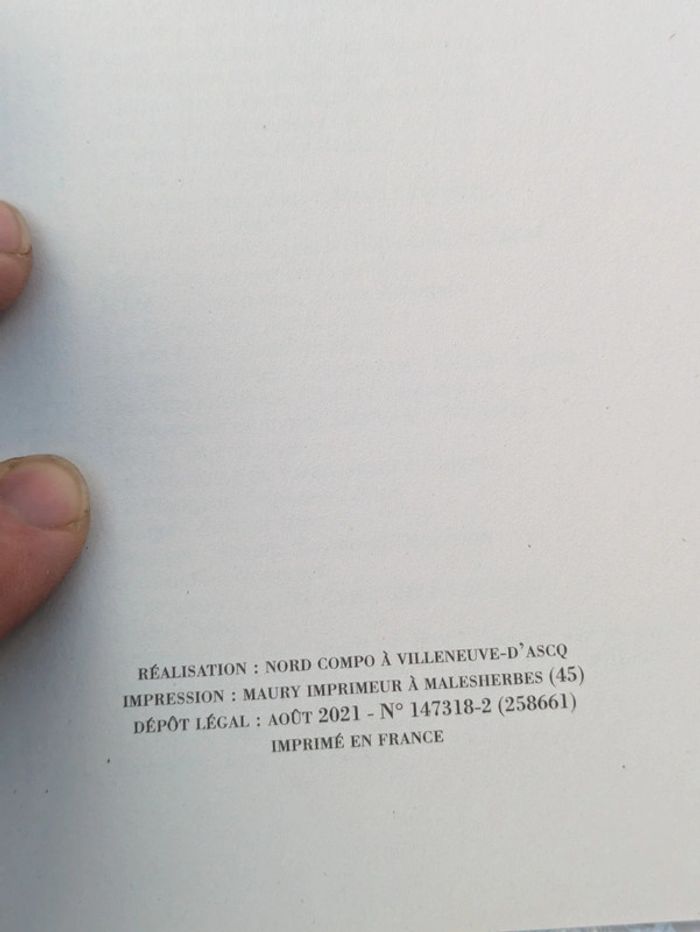 RÉALISATION : NORD COMPO À VILLENEUVE-D'ASCQ
IMPRESSION : MAURY IMPRIMEUR À MALESHERBES (45)
DÉPÔT LÉGAL : AOÛT 2021 - N° 147318-2 (258661)
IMPRIMÉ EN FRANCE